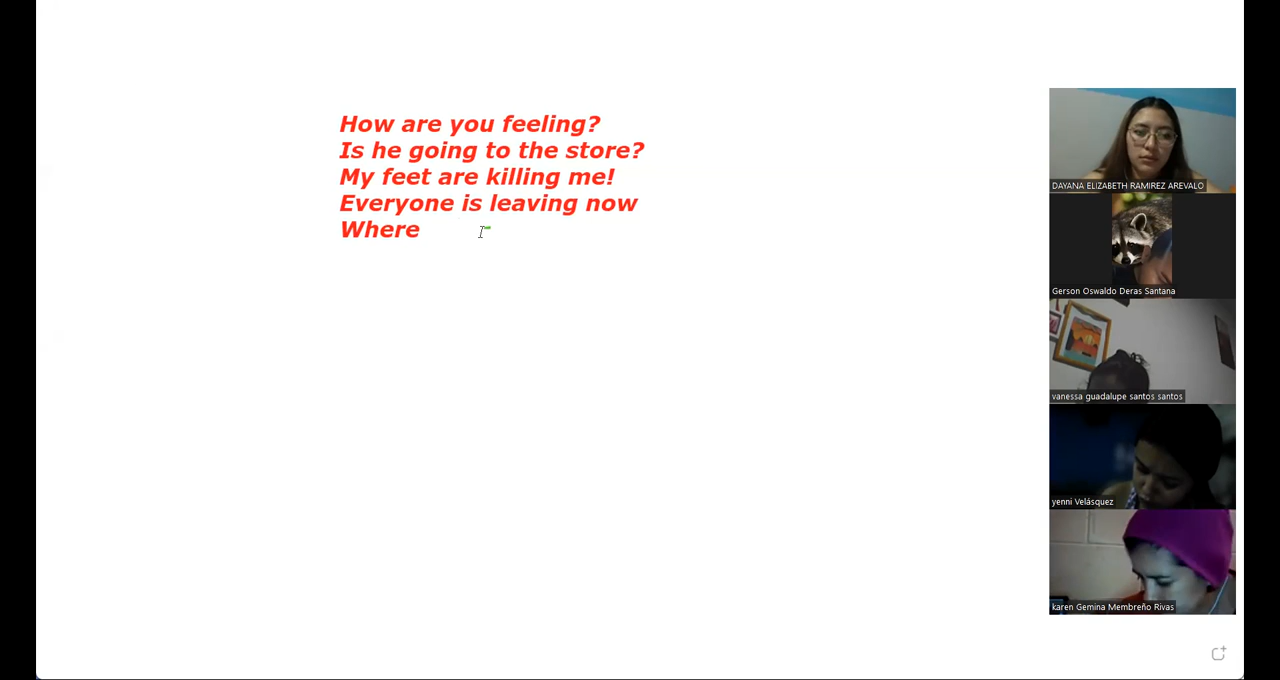 How are you feeling?
Is he going to the store?
My feet are killing me!
Everyone is leaving now
Where
DAYANA ELIZABETH RAMIREZ AREVALO
Gerson Oswaldo Deras Santana
vanessa guadalupe santos santos
yenni Velásquez
karen Gemina Membreño Rivas